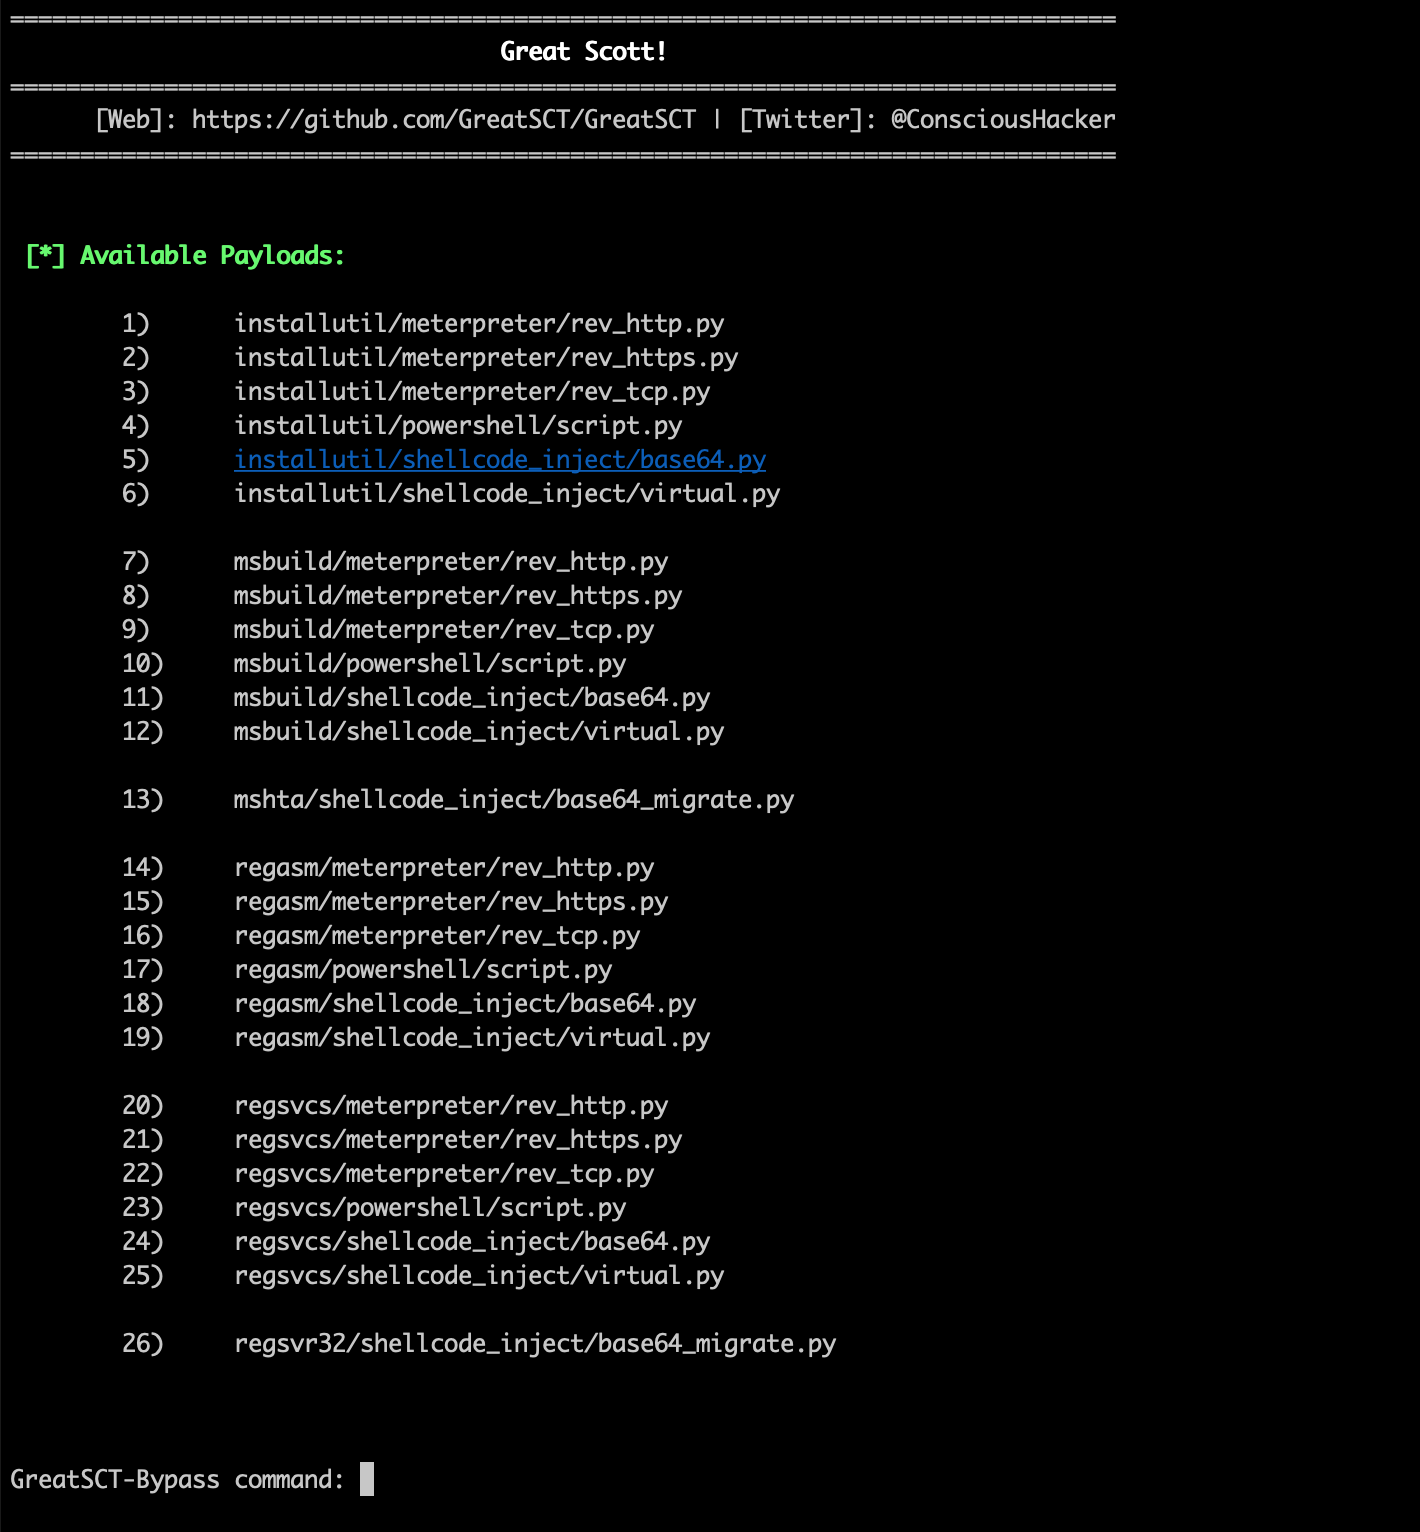 ===============================================================================
Great Scott!
===============================================================================
[Web]: https://github.com/GreatSCT/GreatSCT | [Twitter]: @ConsciousHacker
===============================================================================
[*] Available Payloads:
1) installutil/meterpreter/rev_http.py
2) installutil/meterpreter/rev_https.py
3) installutil/meterpreter/rev_tcp.py
4) installutil/powershell/script.py
5) installutil/shellcode_inject/base64.py
6) installutil/shellcode_inject/virtual.py
7) msbuild/meterpreter/rev_http.py
8) msbuild/meterpreter/rev_https.py
9) msbuild/meterpreter/rev_tcp.py
10) msbuild/powershell/script.py
11) msbuild/shellcode_inject/base64.py
12) msbuild/shellcode_inject/virtual.py
13) mshta/shellcode_inject/base64_migrate.py
14) regasm/meterpreter/rev_http.py
15) regasm/meterpreter/rev_https.py
16) regasm/meterpreter/rev_tcp.py
17) regasm/powershell/script.py
18) regasm/shellcode_inject/base64.py
19) regasm/shellcode_inject/virtual.py
20) regsvcs/meterpreter/rev_http.py
21) regsvcs/meterpreter/rev_https.py
22) regsvcs/meterpreter/rev_tcp.py
23) regsvcs/powershell/script.py
24) regsvcs/shellcode_inject/base64.py
25) regsvcs/shellcode_inject/virtual.py
26) regsvr32/shellcode_inject/base64_migrate.py
GreatSCT-Bypass command: